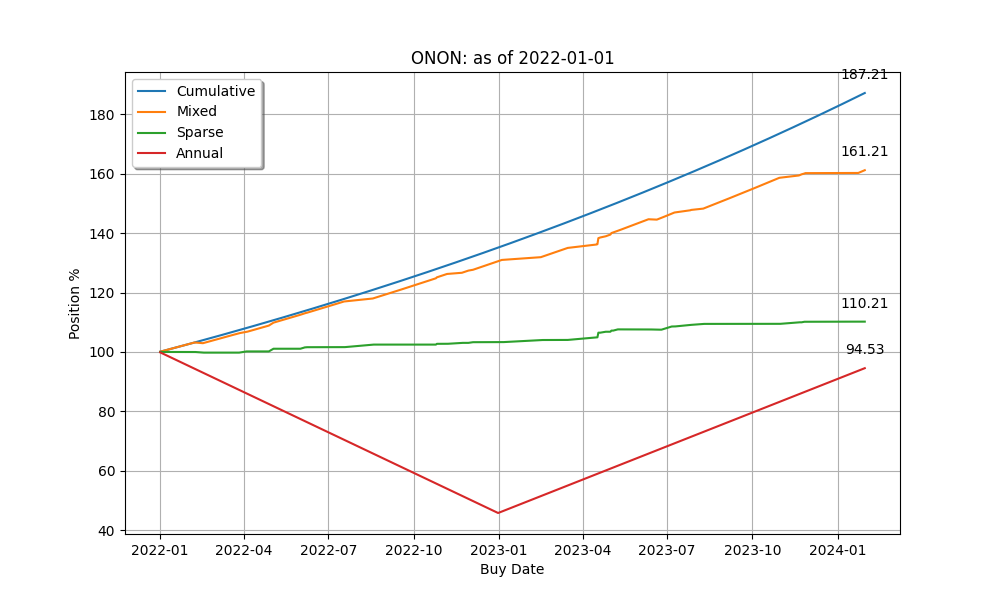 ONON: as of 2022-01-01
Cumulative
Mixed
Sparse
Annual
187.21
161.21
110.21
94.53
Position %
180
160
140
120
100
80
60
40
2022-01 2022-04 2022-07 2022-10 2023-01 2023-04 2023-07 2023-10 2024-01
Buy Date